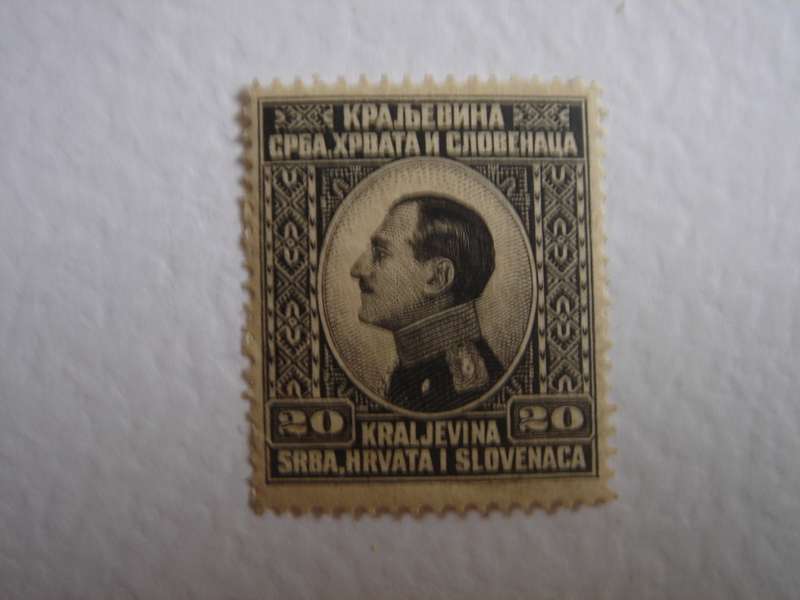 КРАЉЕВИНА
СРБА, ХРВАТА И СЛОВЕНАЦА
20 20
KRALJEVINA
SRBA, HRVATA I SLOVENACA